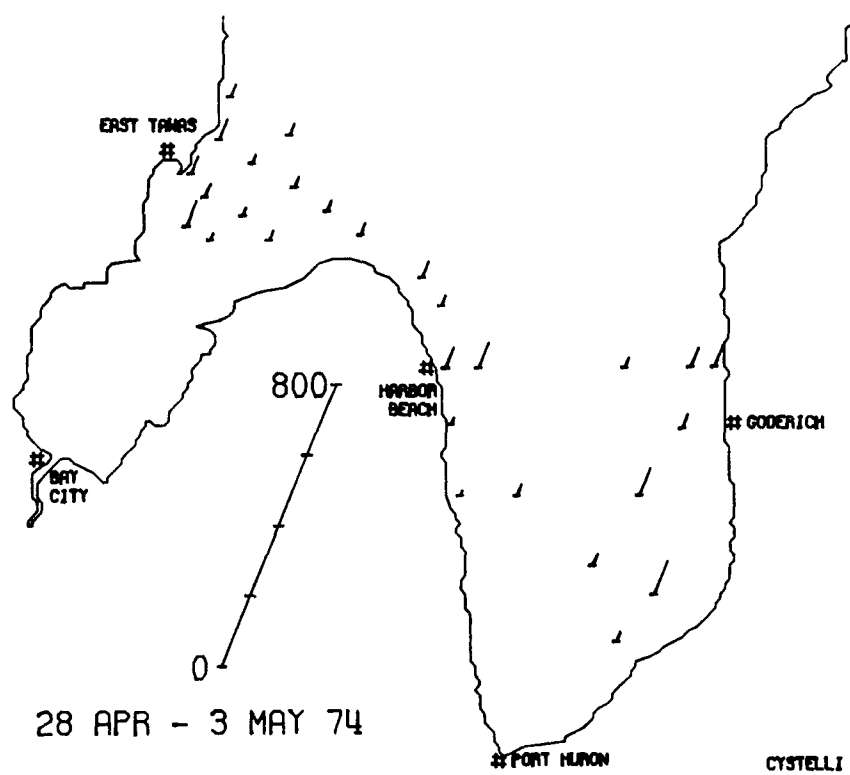 EAST TAWAS
#
800
#
HARBOR
BEACH
# GODERICH
#
BAY
CITY
0
28 APR - 3 MAY 74
# PORT HURON
CYSTELLI